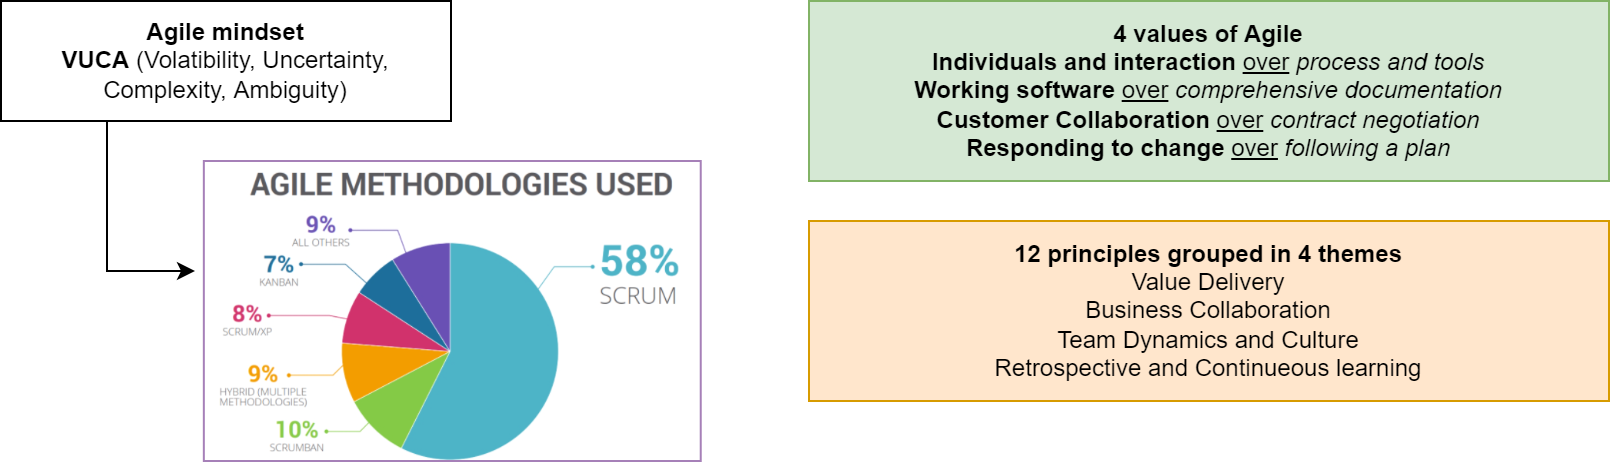 Agile mindset
VUCA (Volatibility, Uncertainty,
Complexity, Ambiguity)
AGILE METHODOLOGIES USED
9%
ALL OTHERS
7%
KANBAN
8%
SCRUM/XP
9%
HYBRID (MULTIPLE
METHODOLOGIES)
10%
SCRUMBAN
58%
SCRUM
4 values of Agile
Individuals and interaction over process and tools
Working software over comprehensive documentation
Customer Collaboration over contract negotiation
Responding to change over following a plan
12 principles grouped in 4 themes
Value Delivery
Business Collaboration
Team Dynamics and Culture
Retrospective and Continueous learning